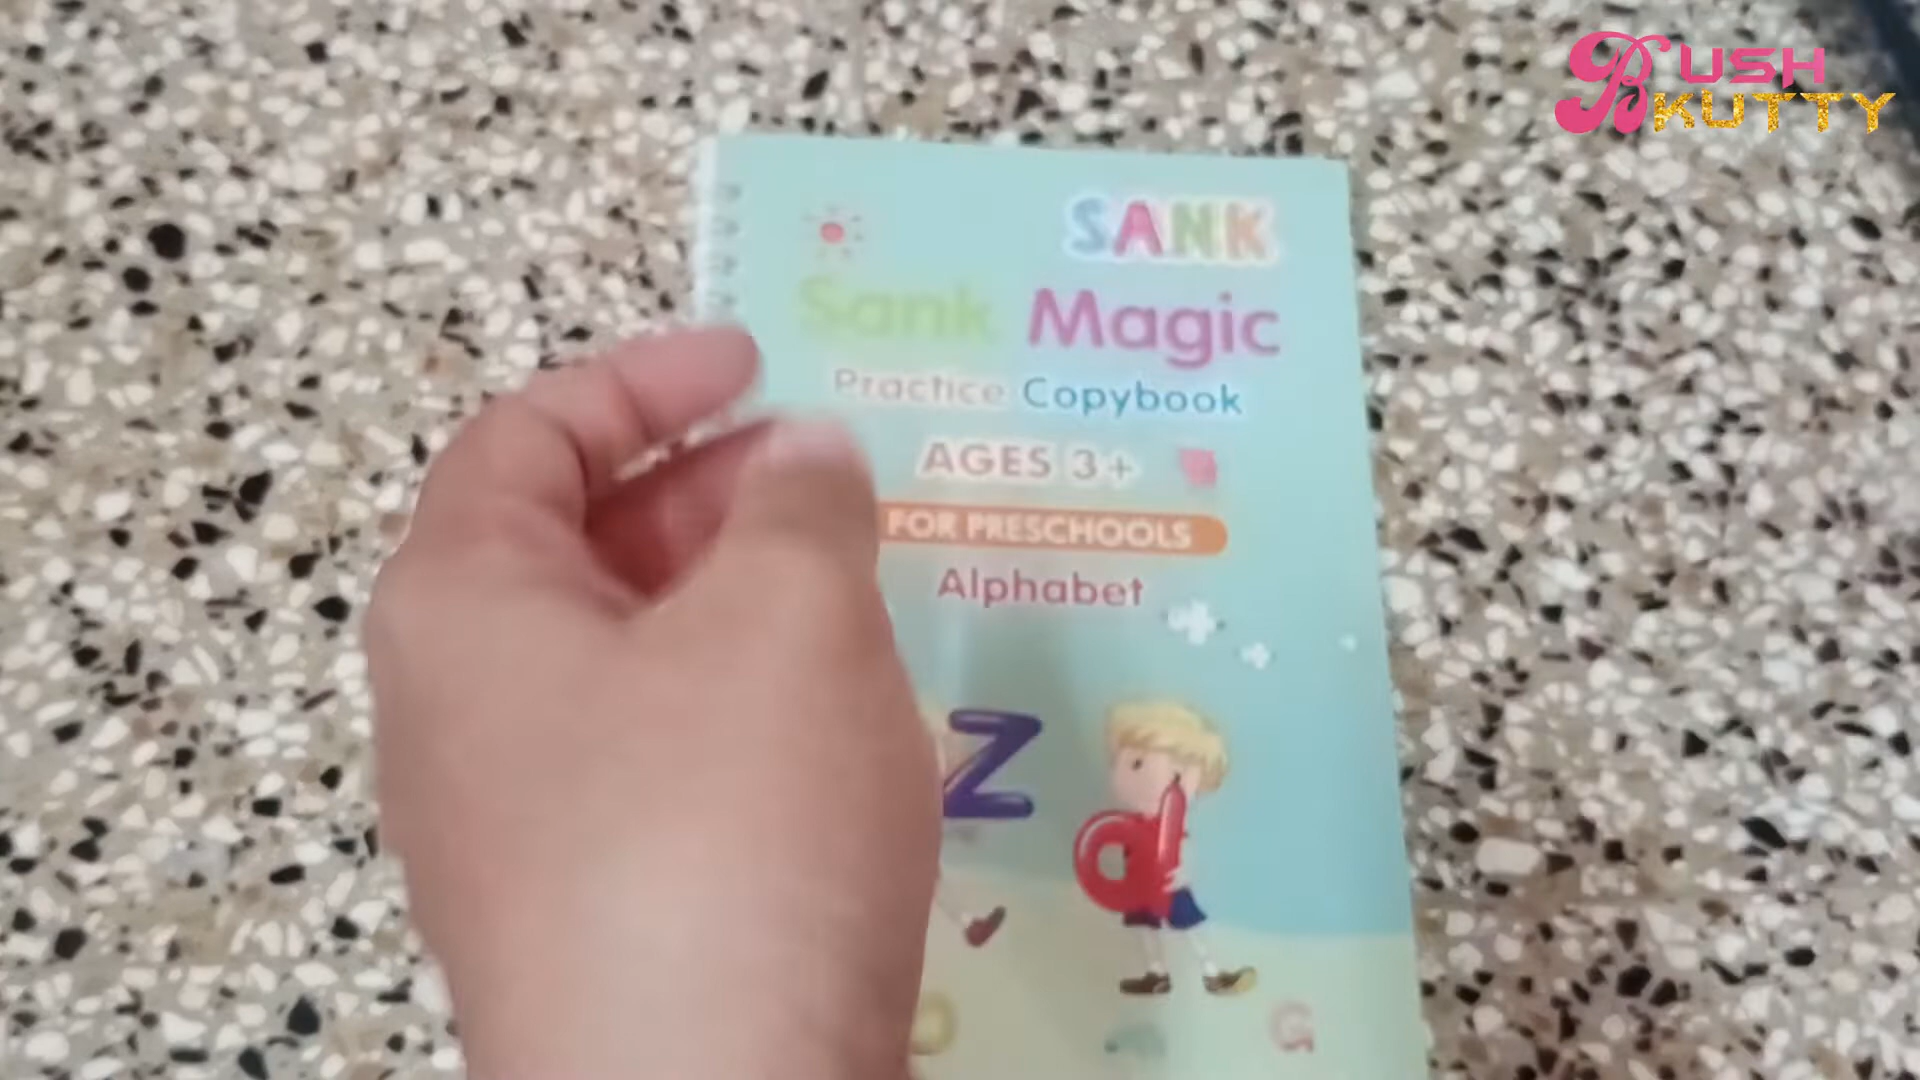 BUSH
KUTTY
SANK
Sank Magic
Practice Copybook
AGES 3+
FOR PRESCHOOLS
Alphabet
Z
a